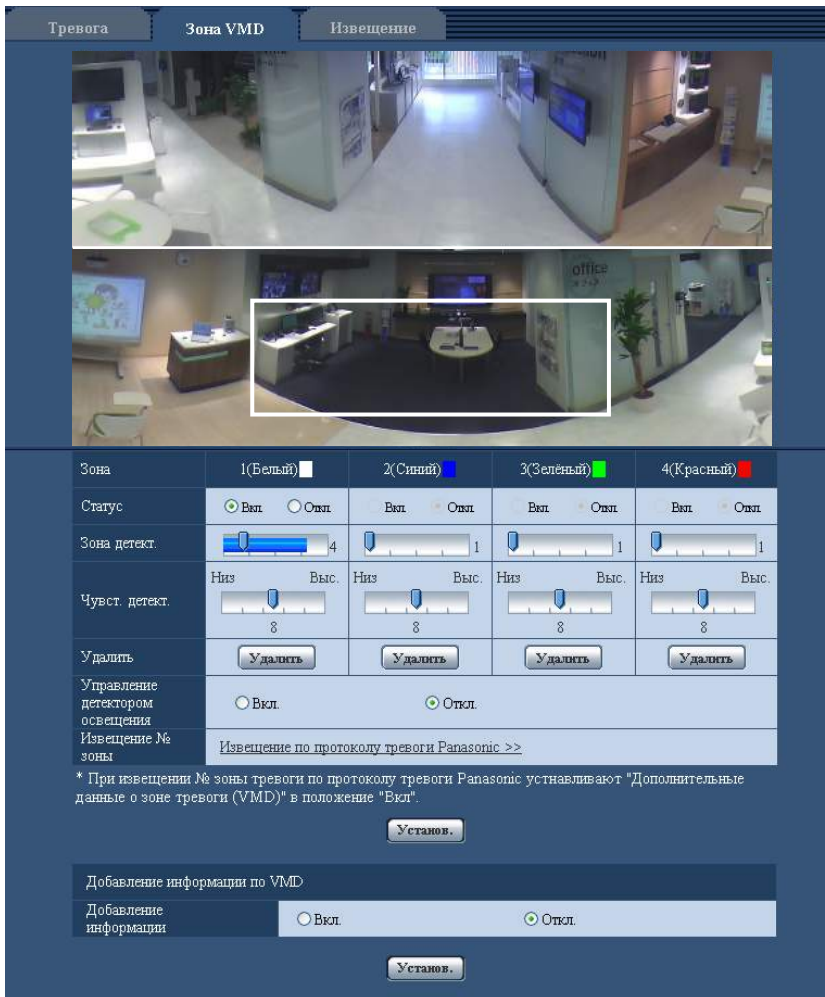 Тревога Зона VMD Извещение
office
Зона 1(Белый) 2(Синий) 3(Зелёный) 4(Красный)
Статус Вкл Откл Вкл Откл Вкл Откл Вкл Откл
Зона детект. 4 1 1 1
Чувст. детект. Низ Выс. Низ Выс. Низ Выс. Низ Выс.
8 8 8 8
Удалить Удалить Удалить Удалить Удалить
Управление
детектором
освещения
Вкл. Откл.
Извещение №
зоны
Извещение по протоколу тревоги Panasonic >>
* При извещении № зоны тревоги по протоколу тревоги Panasonic устнавливают "Дополнительные
данные о зоне тревоги (VMD)" в положение "Вкл".
Установ.
Добавление информации по VMD
Добавление
информации
Вкл. Откл.
Установ.